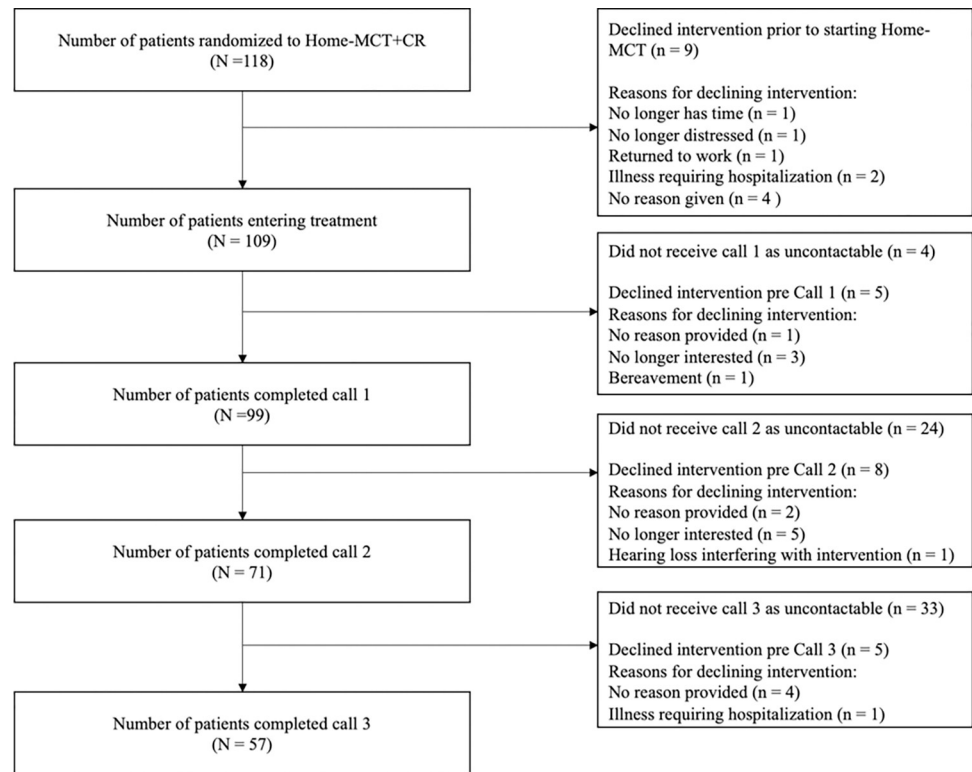 Number of patients randomized to Home-MCT+CR
(N =118)
Declined intervention prior to starting Home-
MCT (n = 9)
Reasons for declining intervention:
No longer has time (n = 1)
No longer distressed (n = 1)
Returned to work (n = 1)
Illness requiring hospitalization (n = 2)
No reason given (n = 4 )
Number of patients entering treatment
(N = 109)
Did not receive call 1 as uncontactable (n = 4)
Declined intervention pre Call 1 (n = 5)
Reasons for declining intervention:
No reason provided (n = 1)
No longer interested (n = 3)
Bereavement (n = 1)
Number of patients completed call 1
(N =99)
Did not receive call 2 as uncontactable (n = 24)
Declined intervention pre Call 2 (n = 8)
Reasons for declining intervention:
No reason provided (n = 2)
No longer interested (n = 5)
Hearing loss interfering with intervention (n = 1)
Number of patients completed call 2
(N = 71)
Did not receive call 3 as uncontactable (n = 33)
Declined intervention pre Call 3 (n = 5)
Reasons for declining intervention:
No reason provided (n = 4)
Illness requiring hospitalization (n = 1)
Number of patients completed call 3
(N = 57)